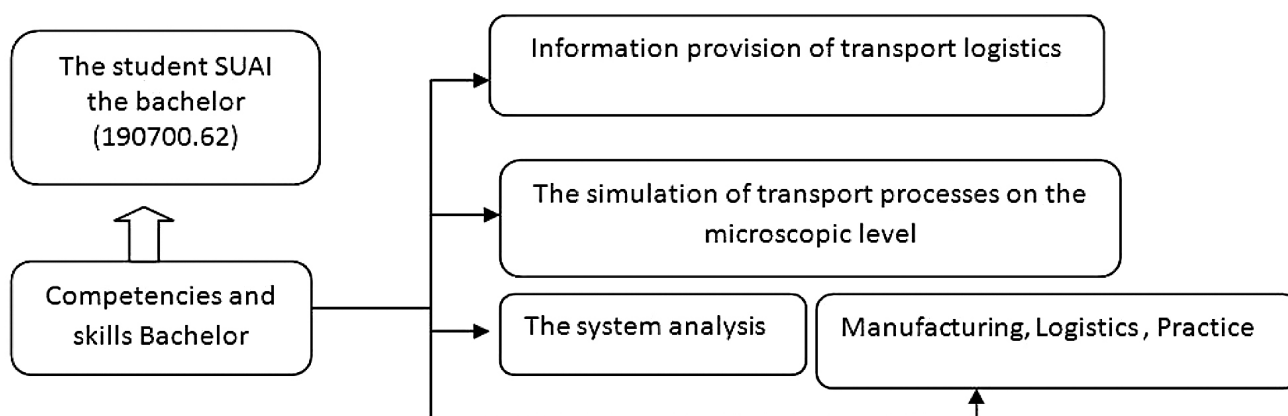 The student SUAI
the bachelor
(190700.62)
Information provision of transport logistics
The simulation of transport processes on the
microscopic level
Competencies and
skills Bachelor
The system analysis
Manufacturing, Logistics , Practice